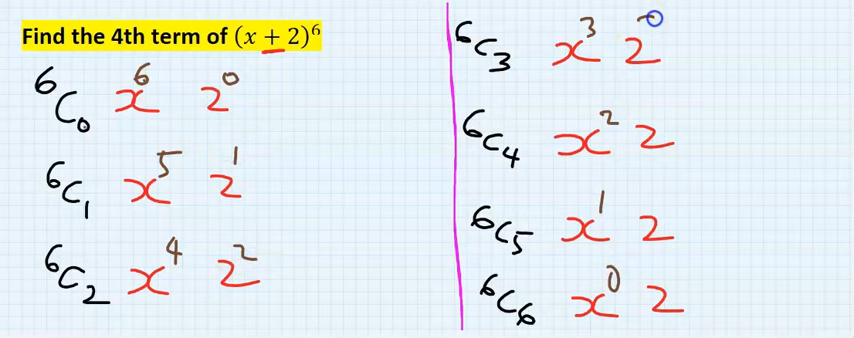 Find the 4th term of (x + 2)⁶
⁶C₀ x⁶ 2⁰
⁶C₁ x⁵ 2¹
⁶C₂ x⁴ 2²
⁶C₃ x³ 2
⁶C₄ x² 2
⁶C₅ x¹ 2
⁶C₆ x⁰ 2